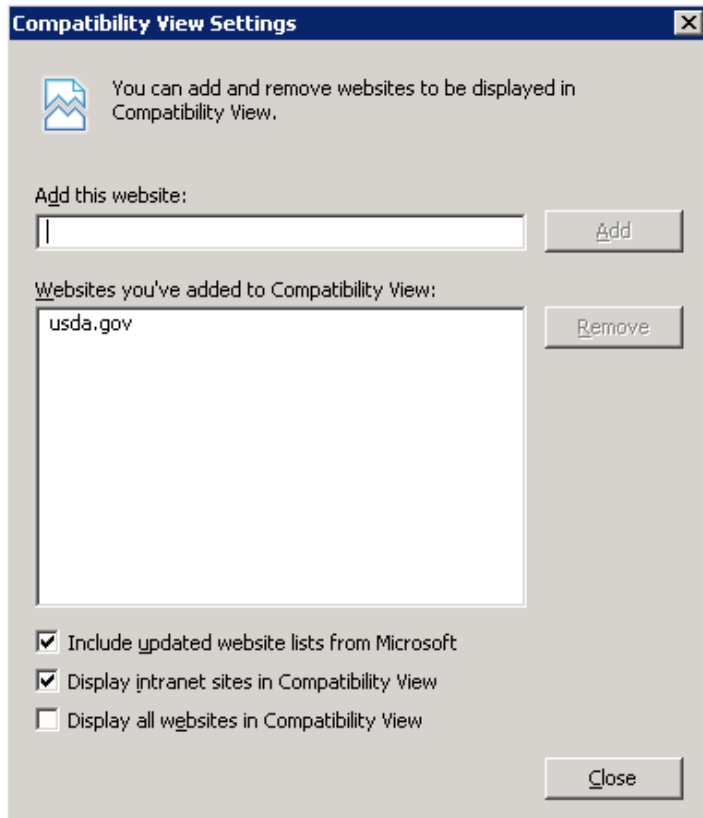 Compatibility View Settings
You can add and remove websites to be displayed in
Compatibility View.
Add this website:
Add
Websites you've added to Compatibility View:
usda.gov
Remove
Include updated website lists from Microsoft
Display intranet sites in Compatibility View
Display all websites in Compatibility View
Close